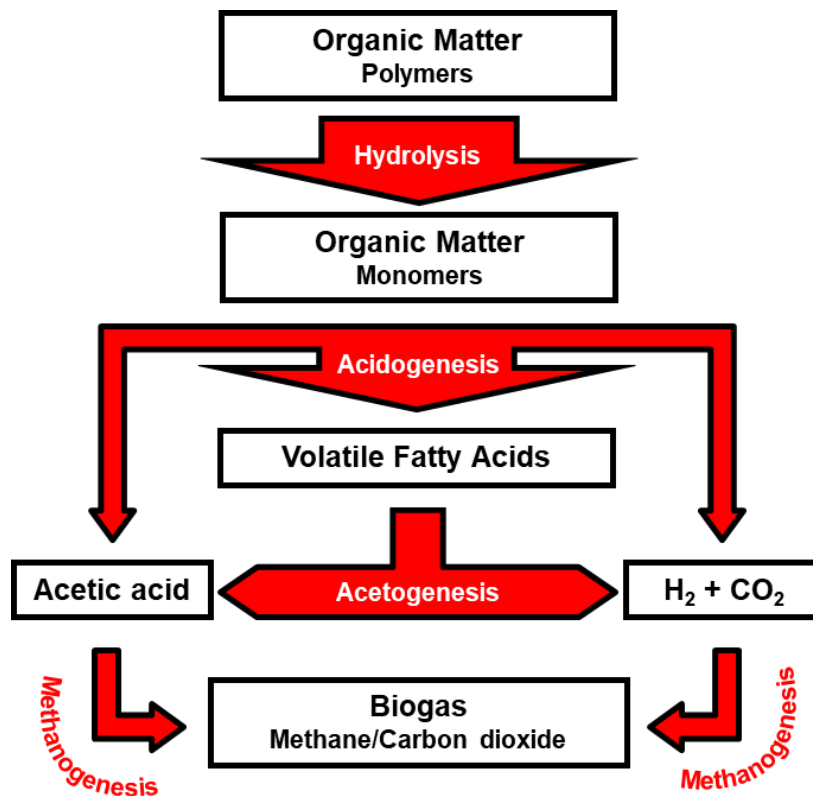 Organic Matter
Polymers
Hydrolysis
Organic Matter
Monomers
Acidogenesis
Volatile Fatty Acids
Acetic acid
Acetogenesis
H₂ + CO₂
Methanogenesis
Biogas
Methane/Carbon dioxide
Methanogenesis